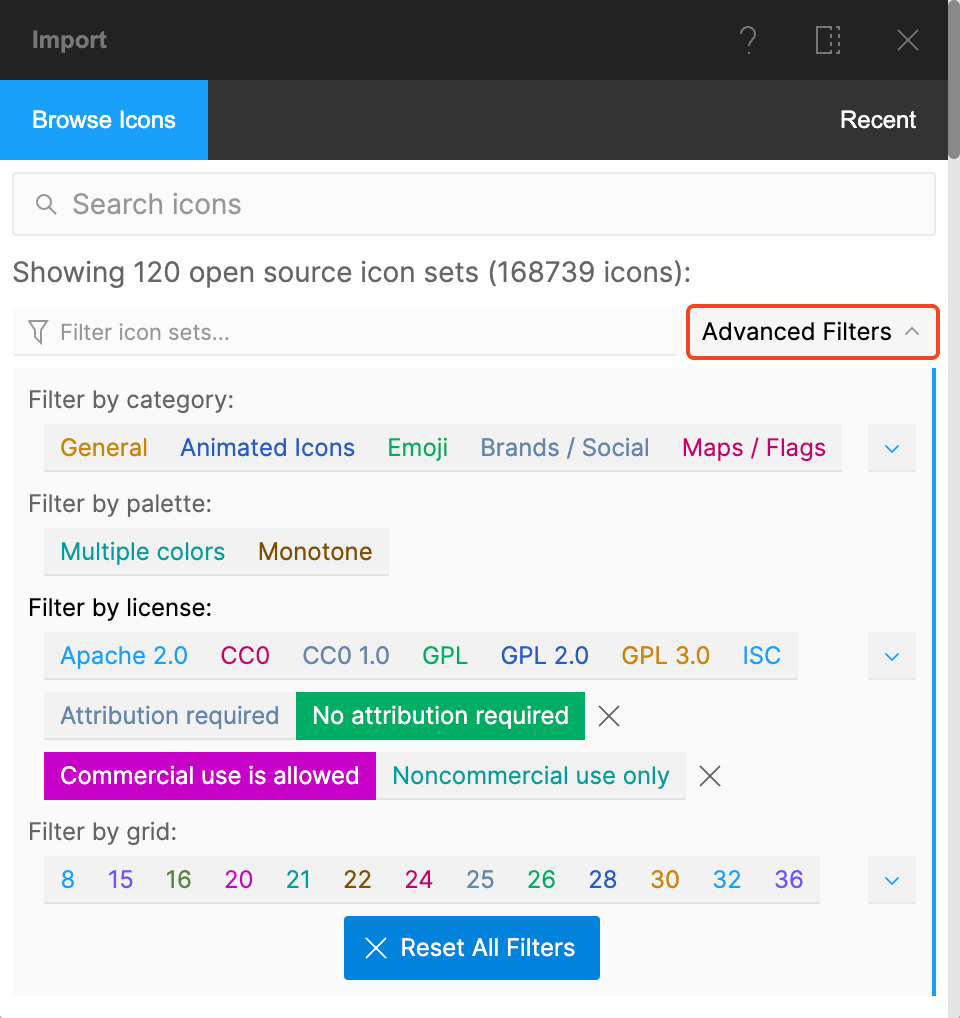 Import
Browse Icons Recent
Search icons
Showing 120 open source icon sets (168739 icons):
Filter icon sets... Advanced Filters
Filter by category:
General Animated Icons Emoji Brands / Social Maps / Flags
Filter by palette:
Multiple colors Monotone
Filter by license:
Apache 2.0 CC0 CC0 1.0 GPL GPL 2.0 GPL 3.0 ISC
Attribution required No attribution required
Commercial use is allowed Noncommercial use only
Filter by grid:
8 15 16 20 21 22 24 25 26 28 30 32 36
Reset All Filters